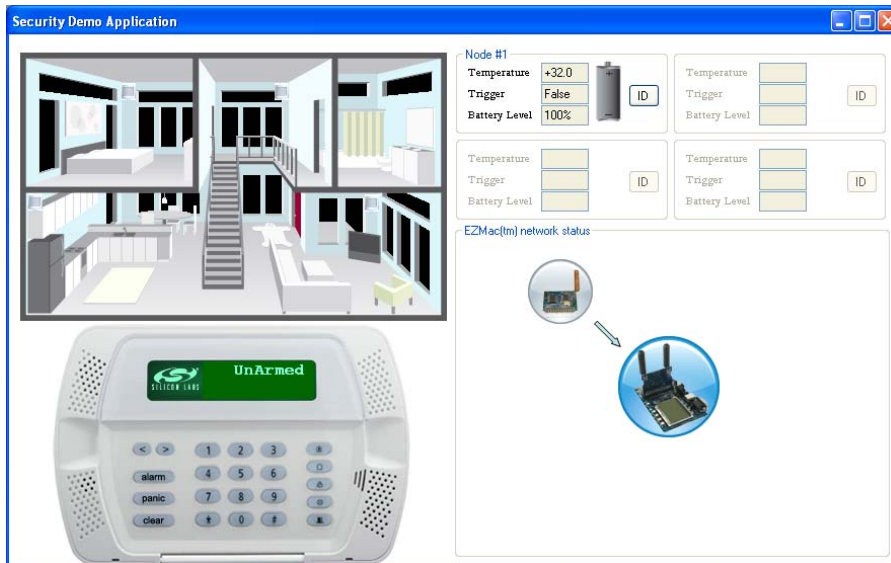 Security Demo Application
Node #1
Temperature +32.0
Trigger False
Battery Level 100%
ID
Temperature
Trigger
Battery Level
ID
Temperature
Trigger
Battery Level
ID
Temperature
Trigger
Battery Level
ID
EZMac(tm) network status
SILICON LABS
UnArmed
< > 1 2 3
alarm 4 5 6
panic 7 8 9
clear * 0 #